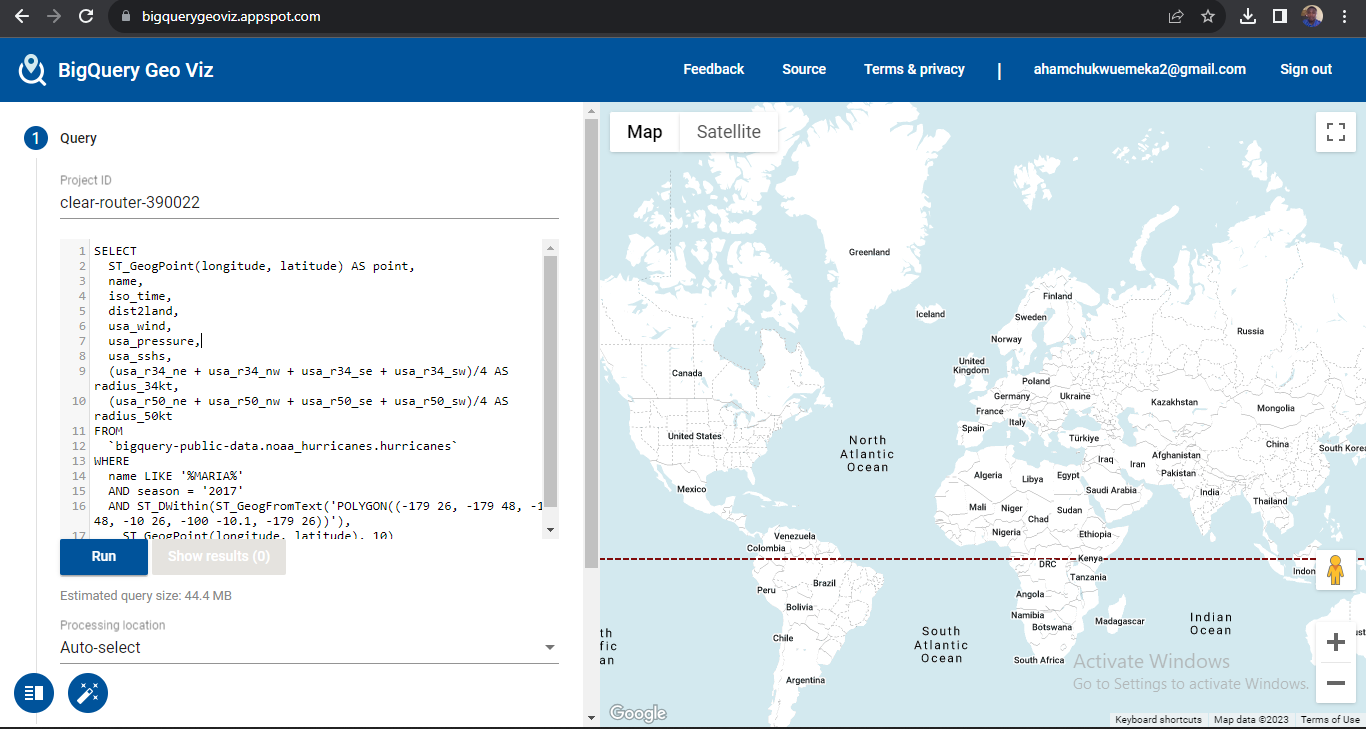 bigquerygeoviz.appspot.com
BigQuery Geo Viz
Feedback
Source
Terms & privacy
|
ahamchukwuemeka2@gmail.com
Sign out
1
Query
Project ID
clear-router-390022
1 SELECT
2 ST_GeogPoint(longitude, latitude) AS point,
3 name,
4 iso_time,
5 dist2land,
6 usa_wind,
7 usa_pressure,
8 usa_sshs,
9 (usa_r34_ne + usa_r34_nw + usa_r34_se + usa_r34_sw)/4 AS
radius_34kt,
10 (usa_r50_ne + usa_r50_nw + usa_r50_se + usa_r50_sw)/4 AS
radius_50kt
11 FROM
12 `bigquery-public-data.noaa_hurricanes.hurricanes`
13 WHERE
14 name LIKE '%MARIA%'
15 AND season = '2017'
16 AND ST_DWithin(ST_GeogFromText('POLYGON((-179 26, -179 48, -1
48, -10 26, -100 -10.1, -179 26))'),
17 ST_GeogPoint(longitude, latitude), 10)
Run
Show results (0)
Estimated query size: 44.4 MB
Processing location
Auto-select
Map
Satellite
Greenland
Iceland
Finland
Sweden
Norway
Russia
United
Kingdom
Canada
Poland
Germany
Ukraine
Kazakhstan
France
Mongolia
Italy
Spain
United States
North
Atlantic
Ocean
Türkiye
China
South Korea
Iraq
Iran
Afghanistan
Pakistan
Algeria
Libya
Egypt
Mexico
Saudi Arabia
India
Thailand
Mali
Niger
Sudan
Chad
Nigeria
Ethiopia
Venezuela
Colombia
Kenya
DRC
Indon
Tanzania
Brazil
Peru
Angola
Bolivia
Namibia
Madagascar
Botswana
Indian
Ocean
Chile
South
Atlantic
Ocean
th
fic
an
ust
South Africa
Argentina
Activate Windows
Go to Settings to activate Windows.
Google
Keyboard shortcuts
Map data ©2023
Terms of Use